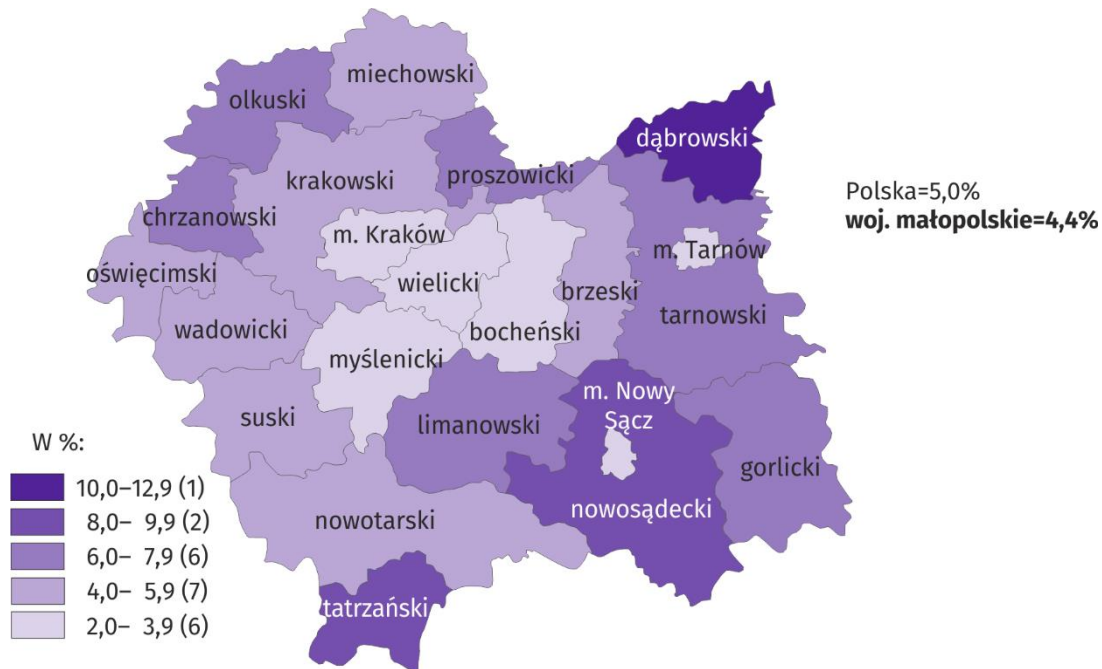 miechowski
olkuski
dąbrowski
krakowski
proszowicki
Polska=5,0%
woj. małopolskie=4,4%
chrzanowski
m. Kraków
m. Tarnów
oświęcimski
wielicki
brzeski
wadowicki
bocheński
tarnowski
myślenicki
m. Nowy
Sącz
suski
limanowski
gorlicki
nowotarski
nowosądecki
tatrzański
W %:
10,0–12,9 (1)
8,0– 9,9 (2)
6,0– 7,9 (6)
4,0– 5,9 (7)
2,0– 3,9 (6)